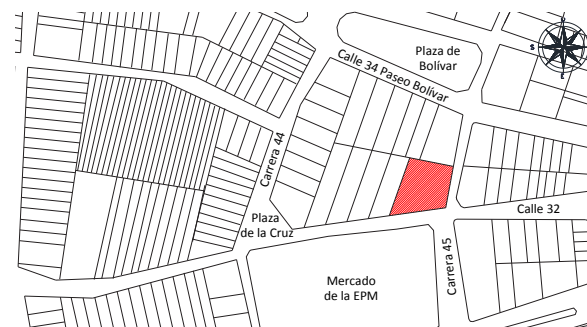 Plaza de
Bolívar
Calle 34 Paseo Bolívar
Carrera 44
Plaza
de la Cruz
Calle 32
Carrera 45
Mercado
de la EPM